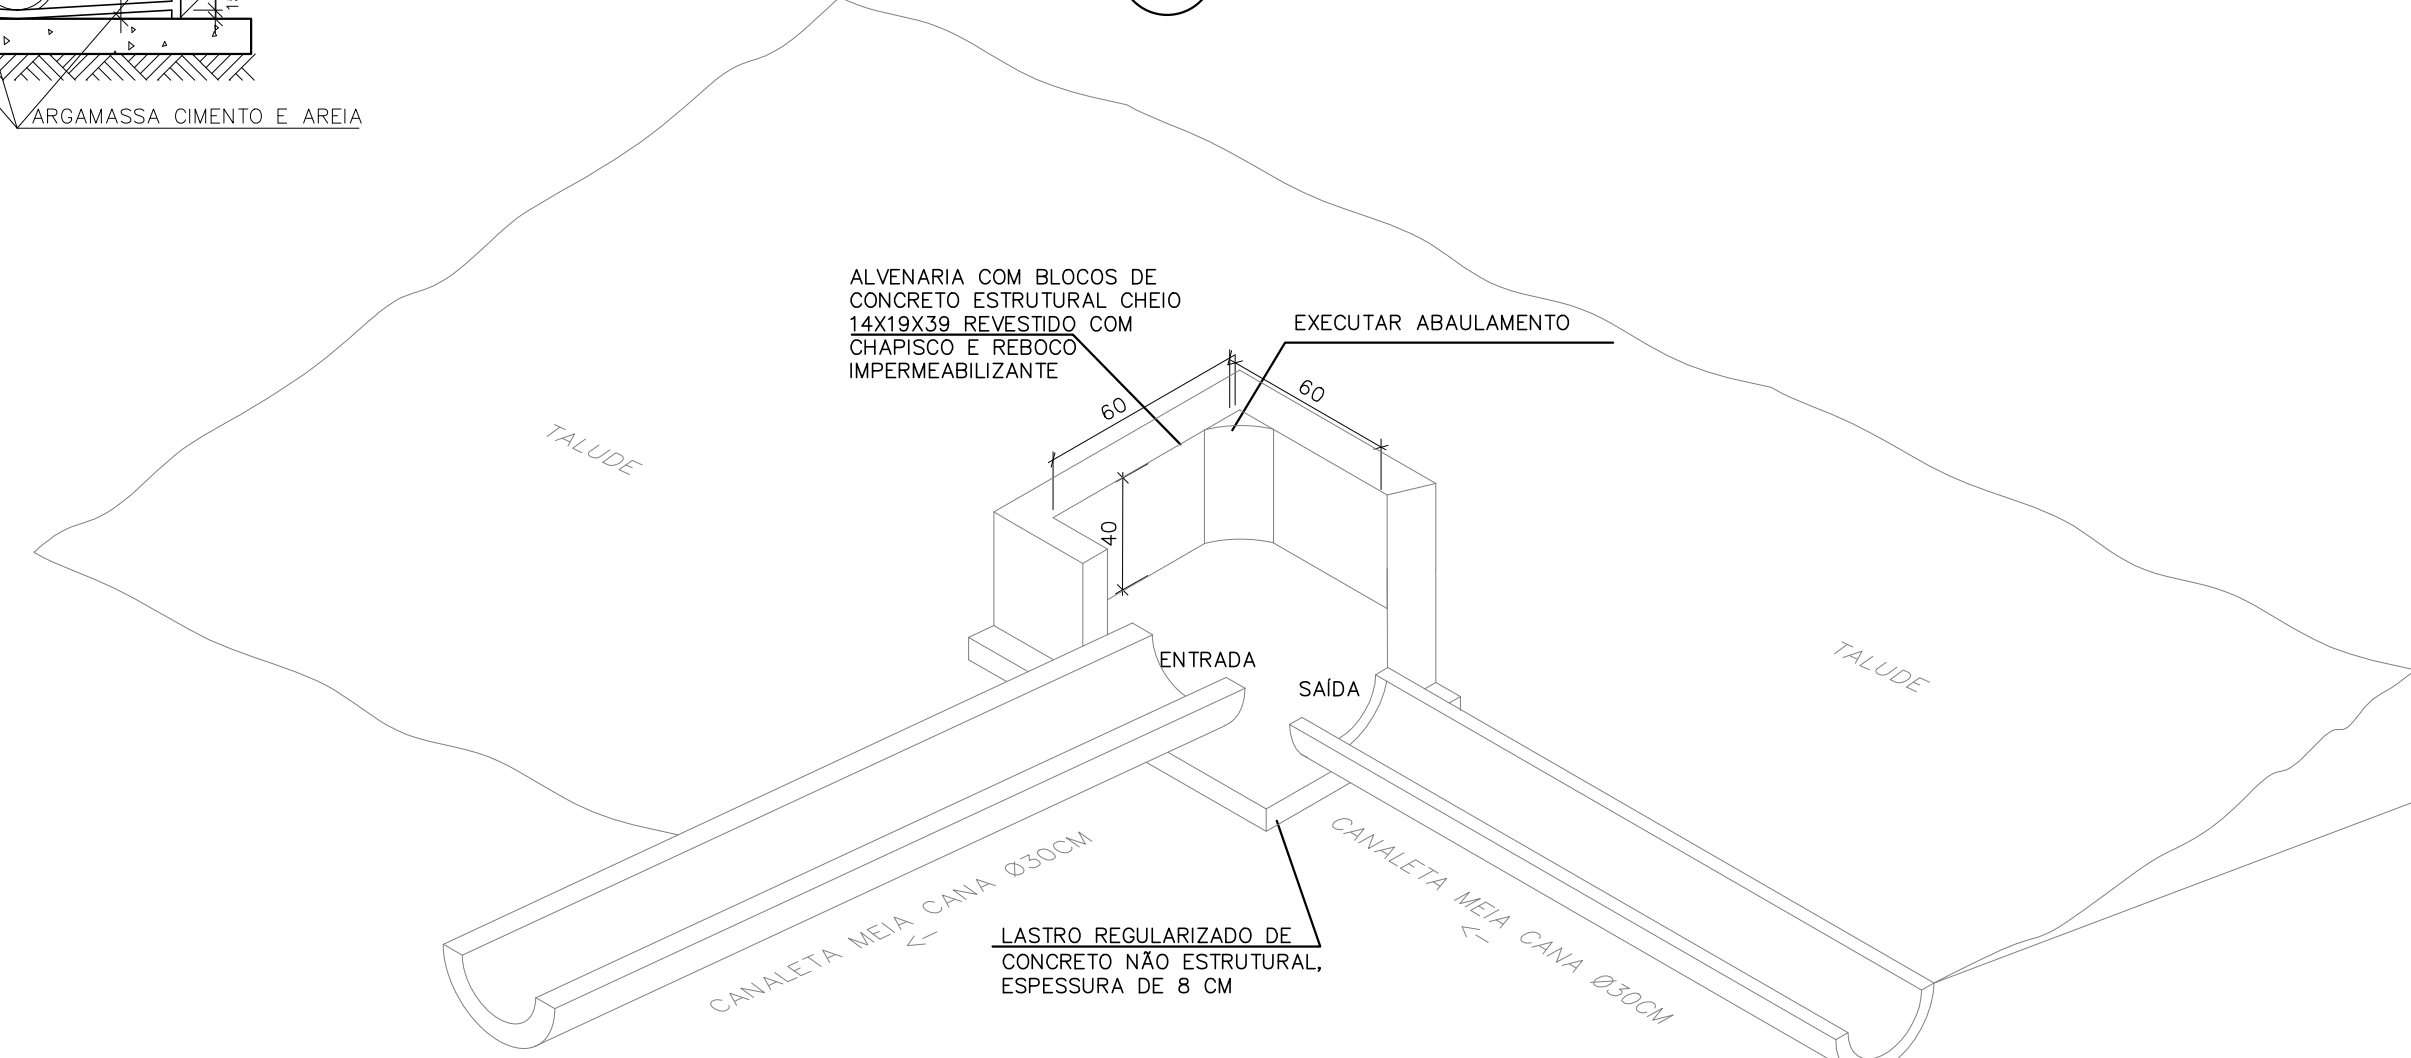 ARGAMASSA CIMENTO E AREIA
ALVENARIA COM BLOCOS DE
CONCRETO ESTRUTURAL CHEIO
14X19X39 REVESTIDO COM
CHAPISCO E REBOCO
IMPERMEABILIZANTE
EXECUTAR ABAULAMENTO
60
60
TALUDE
40
ENTRADA
SAÍDA
TALUDE
CANALETA MEIA CANA Ø30CM
CANALETA MEIA CANA Ø30CM
LASTRO REGULARIZADO DE
CONCRETO NÃO ESTRUTURAL,
ESPESSURA DE 8 CM